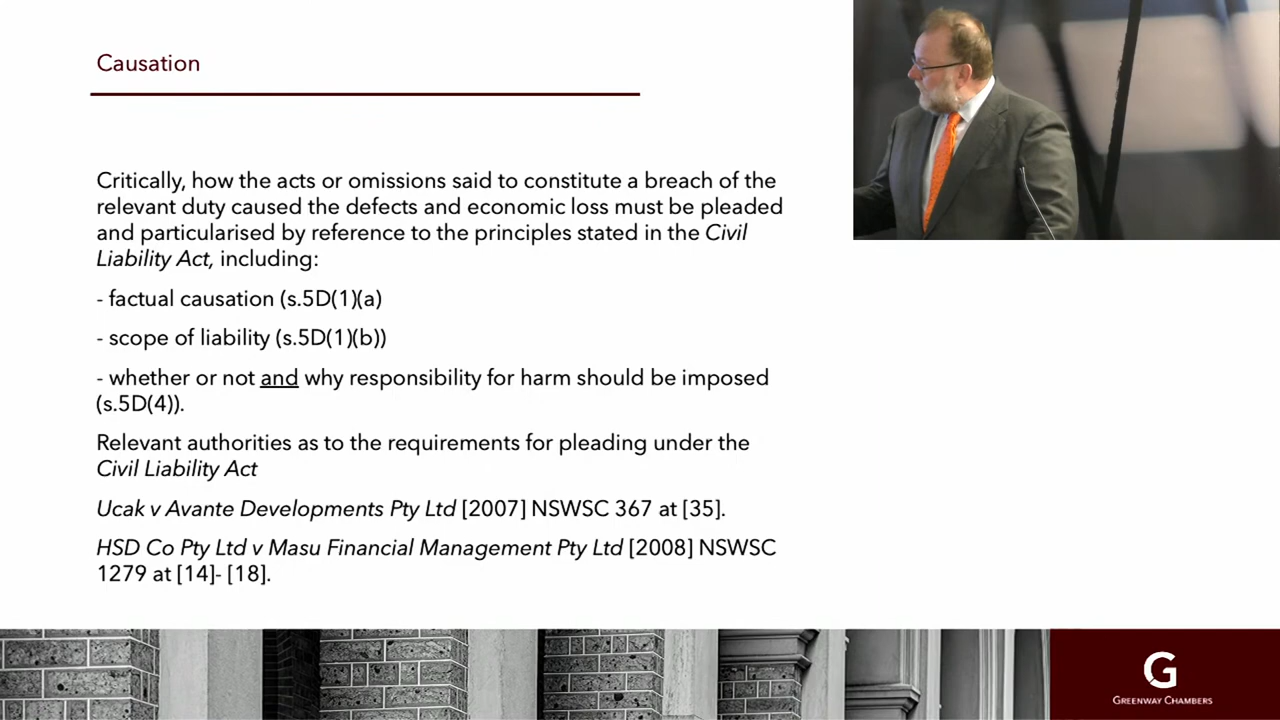 Causation
Critically, how the acts or omissions said to constitute a breach of the
relevant duty caused the defects and economic loss must be pleaded
and particularised by reference to the principles stated in the Civil
Liability Act, including:
- factual causation (s.5D(1)(a)
- scope of liability (s.5D(1)(b))
- whether or not and why responsibility for harm should be imposed
(s.5D(4)).
Relevant authorities as to the requirements for pleading under the
Civil Liability Act
Ucak v Avante Developments Pty Ltd [2007] NSWSC 367 at [35].
HSD Co Pty Ltd v Masu Financial Management Pty Ltd [2008] NSWSC
1279 at [14]- [18].
G
GREENWAY CHAMBERS